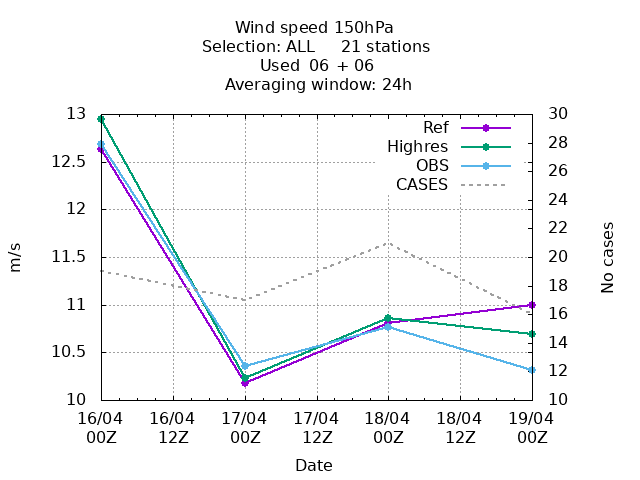 Wind speed 150hPa
Selection: ALL     21 stations
Used  06 + 06
Averaging window: 24h
Ref
Highres
OBS
CASES
13
12.5
12
11.5
11
10.5
10
m/s
30
28
26
24
22
20
18
16
14
12
10
No cases
16/04 16/04 17/04 17/04 18/04 18/04 19/04
00Z 12Z 00Z 12Z 00Z 12Z 00Z
Date